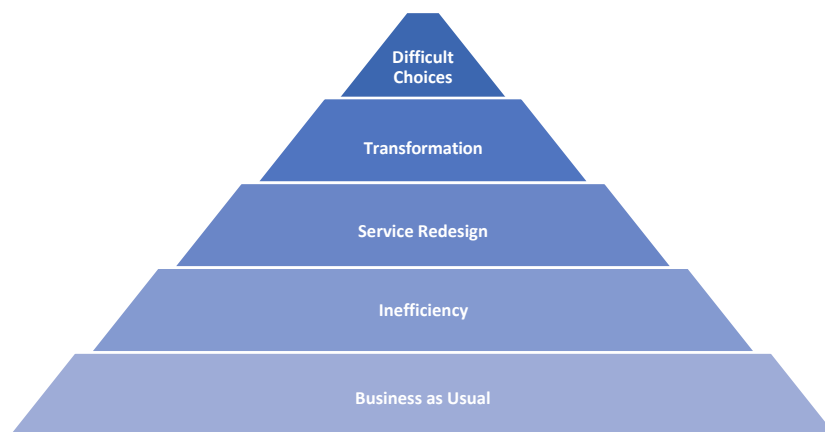 Difficult
Choices
Transformation
Service Redesign
Inefficiency
Business as Usual